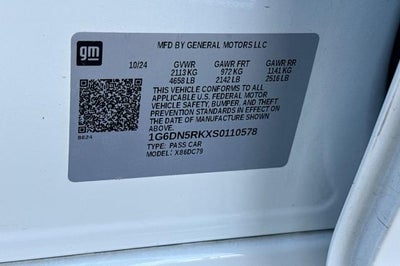 gm
MFD BY GENERAL MOTORS LLC
10/24 GVWR GAWR FRT GAWR RR
2113 KG 972 KG 1141 KG
4658 LB 2142 LB 2516 LB
THIS VEHICLE CONFORMS TO ALL
APPLICABLE U.S. FEDERAL MOTOR
VEHICLE SAFETY, BUMPER, AND THEFT
PREVENTION STANDARDS IN EFFECT ON
THE DATE OF MANUFACTURE SHOWN
ABOVE.
1G6DN5RKXS0110578
TYPE: PASS CAR
MODEL: X86DC79